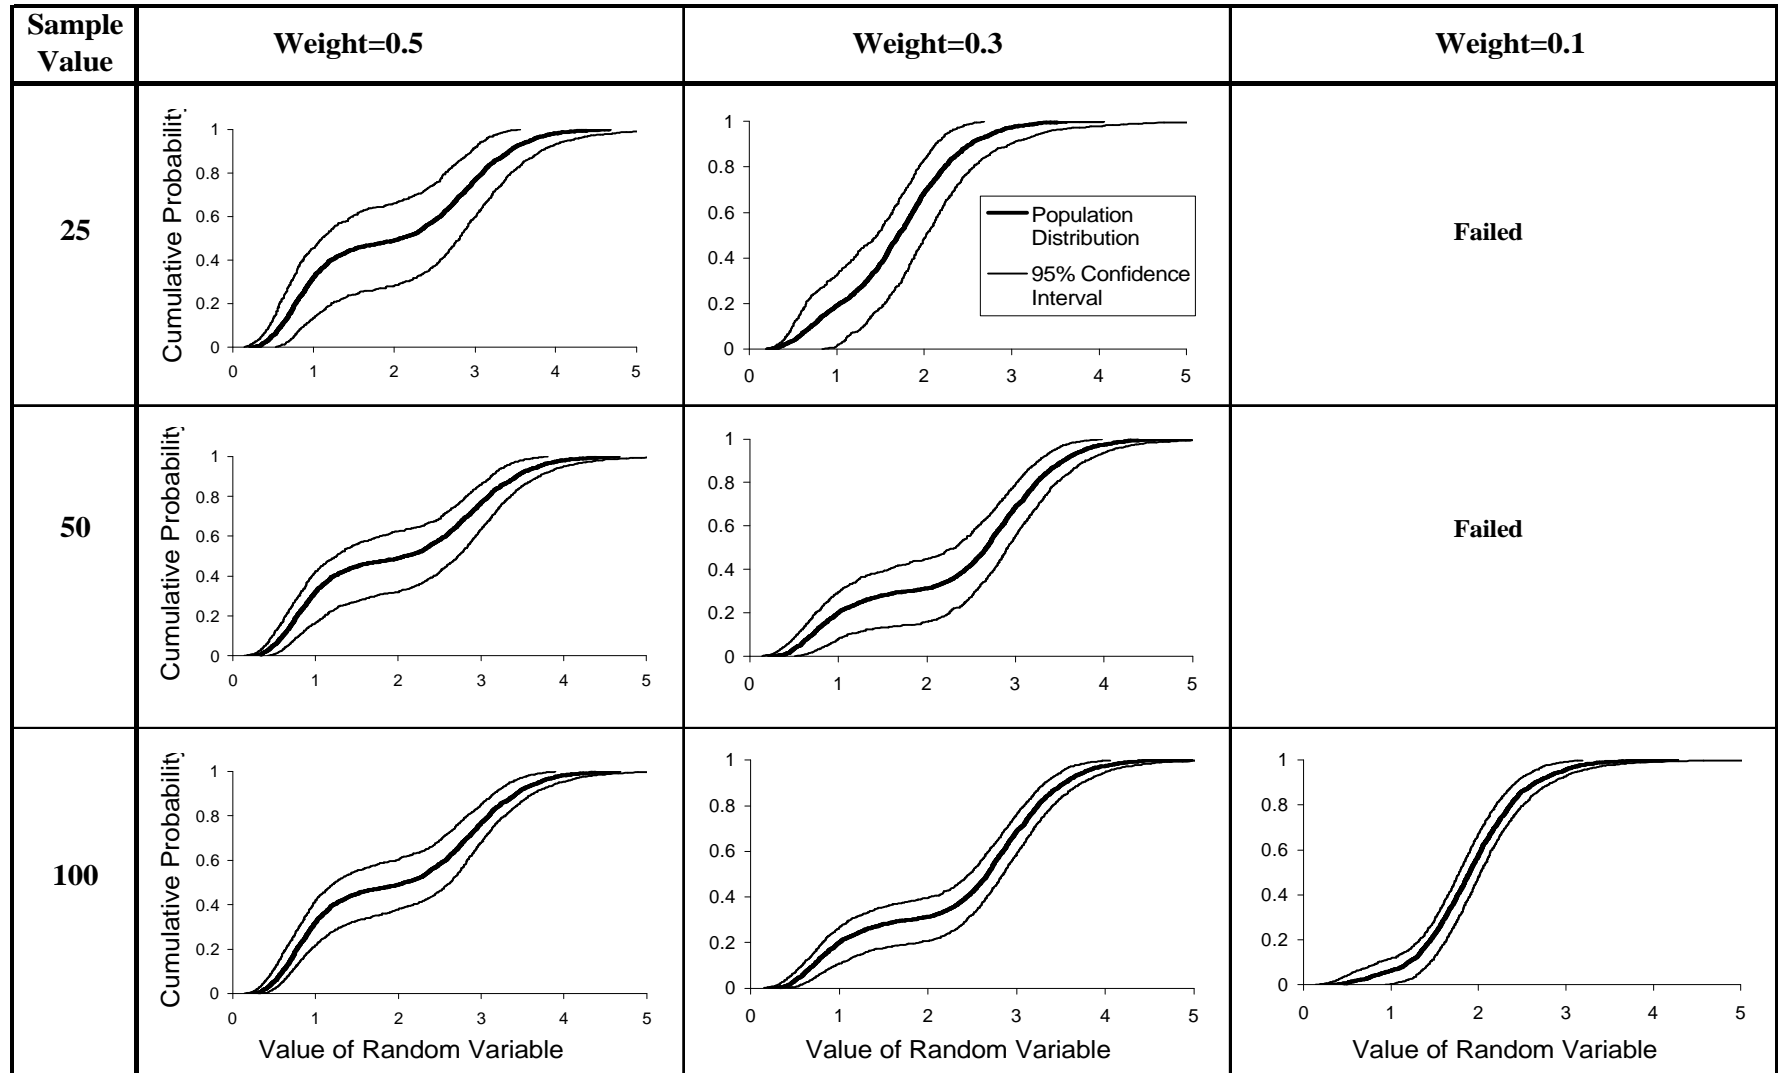 Sample Value
Weight=0.5
Weight=0.3
Weight=0.1
25
Cumulative Probability
1
0.8
0.6
0.4
0.2
0
0 1 2 3 4 5
1
0.8
0.6
0.4
0.2
0
0 1 2 3 4 5
Population
Distribution
95% Confidence
Interval
Failed
50
Cumulative Probability
1
0.8
0.6
0.4
0.2
0
0 1 2 3 4 5
1
0.8
0.6
0.4
0.2
0
0 1 2 3 4 5
Failed
100
Cumulative Probability
1
0.8
0.6
0.4
0.2
0
0 1 2 3 4 5
Value of Random Variable
1
0.8
0.6
0.4
0.2
0
0 1 2 3 4 5
Value of Random Variable
1
0.8
0.6
0.4
0.2
0
0 1 2 3 4 5
Value of Random Variable